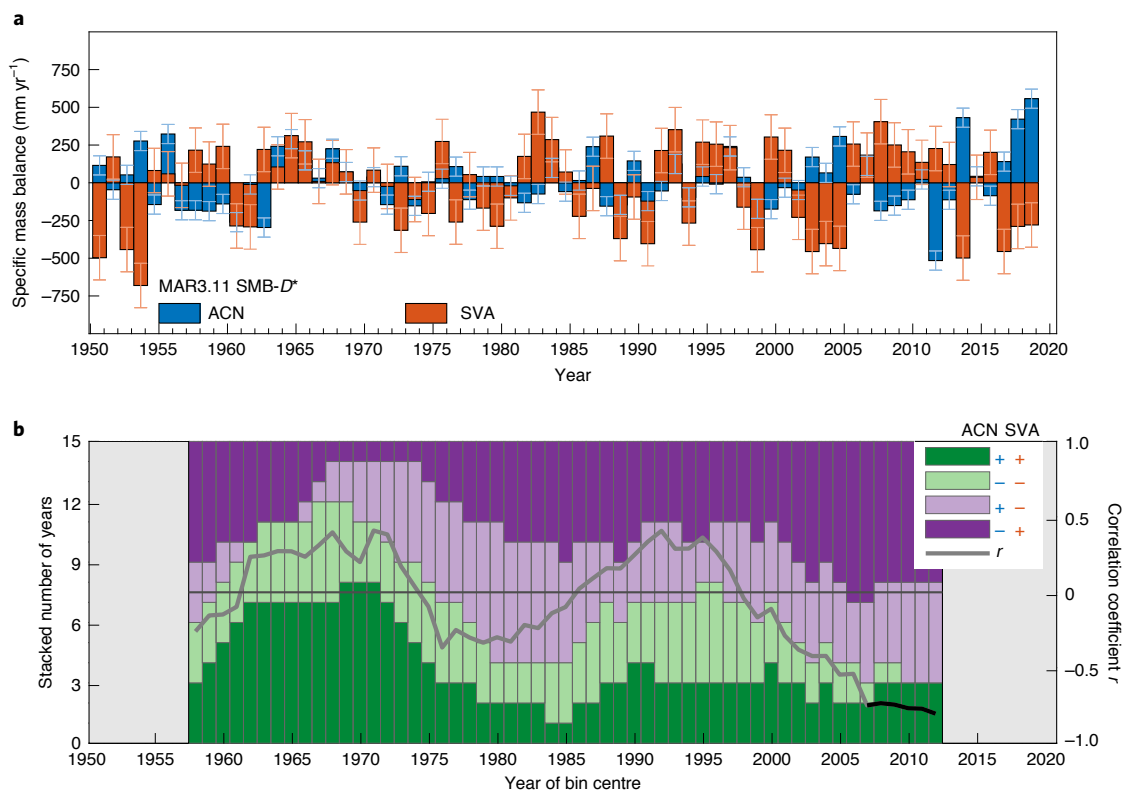 a
Specific mass balance (mm yr⁻¹)
750
500
250
0
−250
−500
−750
MAR3.11 SMB-D*
ACN SVA
1950 1955 1960 1965 1970 1975 1980 1985 1990 1995 2000 2005 2010 2015 2020
Year
b
Stacked number of years
15
12
9
6
3
0
ACN SVA
+ +
− −
+ −
− +
r
1.0
0.5
0
−0.5
−1.0
Correlation coefficient r
1950 1955 1960 1965 1970 1975 1980 1985 1990 1995 2000 2005 2010 2015 2020
Year of bin centre